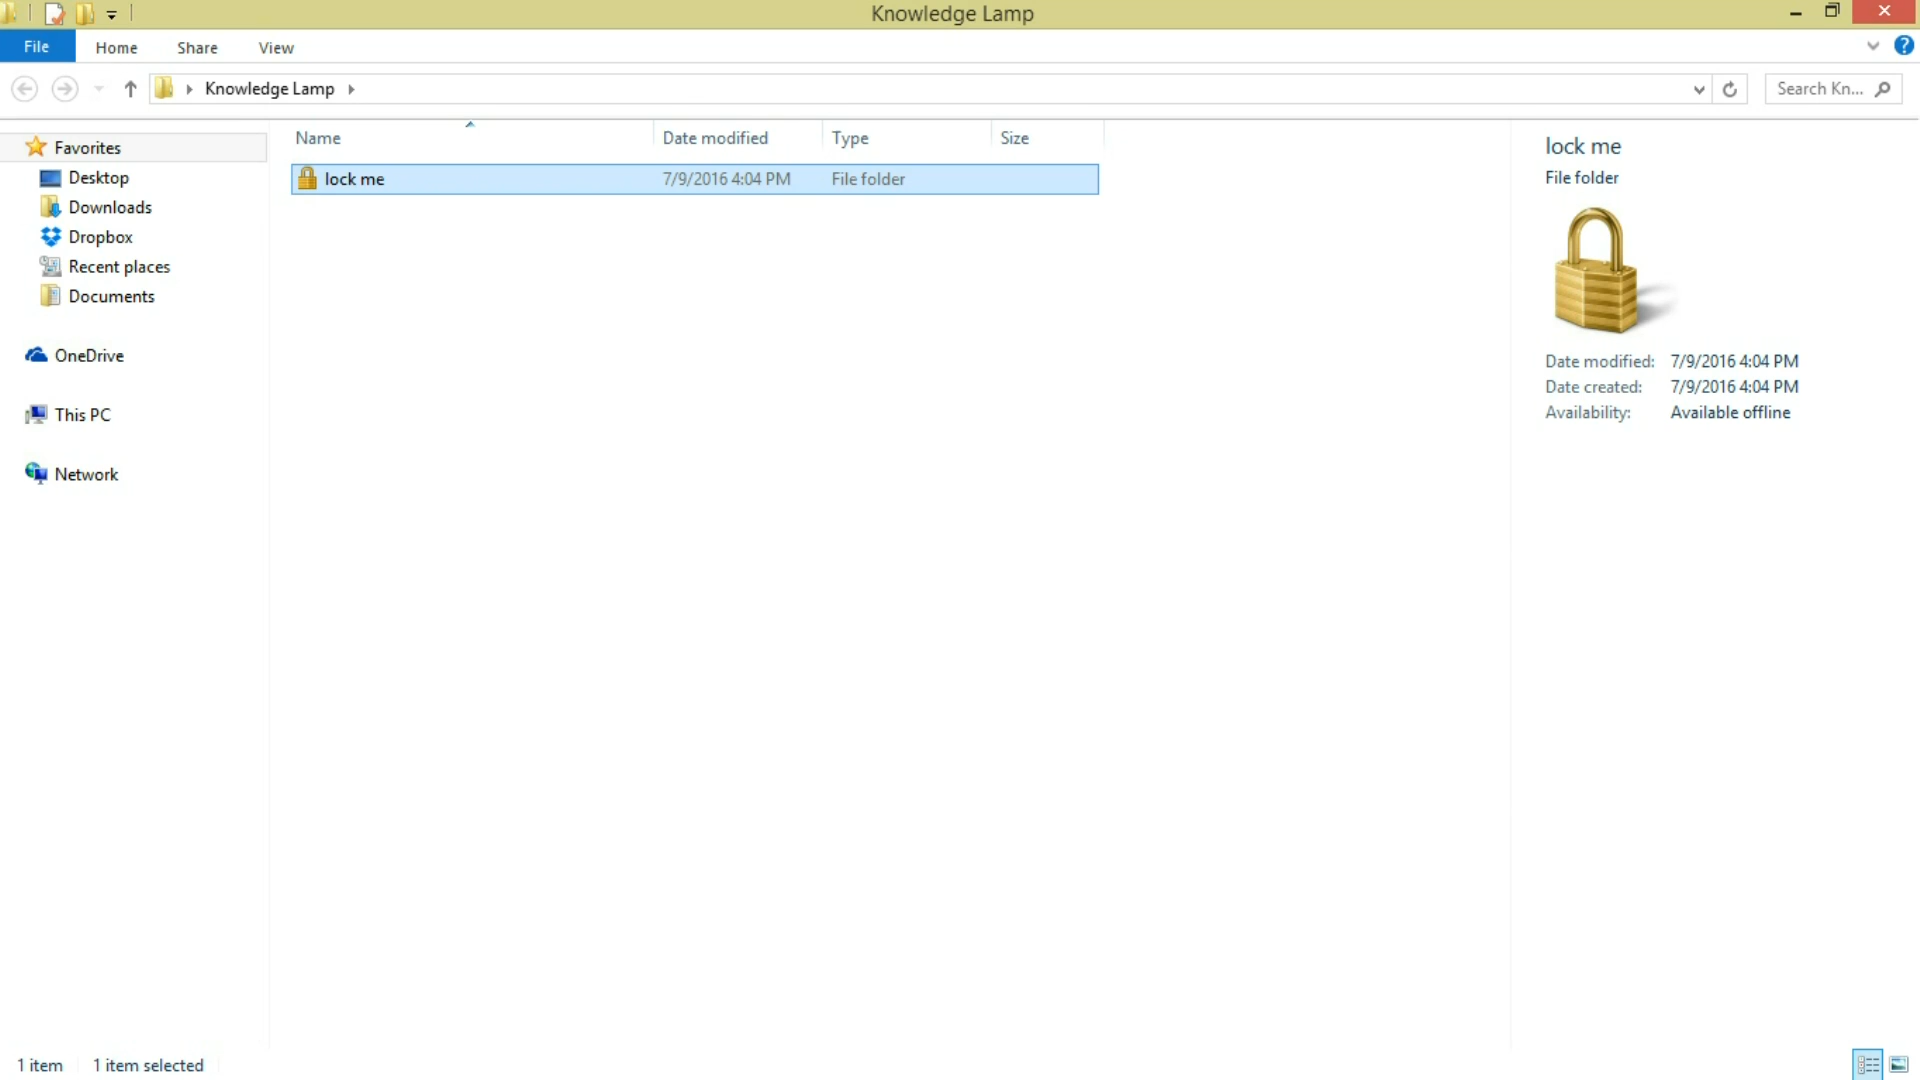 Knowledge Lamp
File Home Share View
Knowledge Lamp
Search Kn...
Name Date modified Type Size
lock me 7/9/2016 4:04 PM File folder
Favorites
Desktop
Downloads
Dropbox
Recent places
Documents
OneDrive
This PC
Network
lock me
File folder
Date modified: 7/9/2016 4:04 PM
Date created: 7/9/2016 4:04 PM
Availability: Available offline
1 item 1 item selected